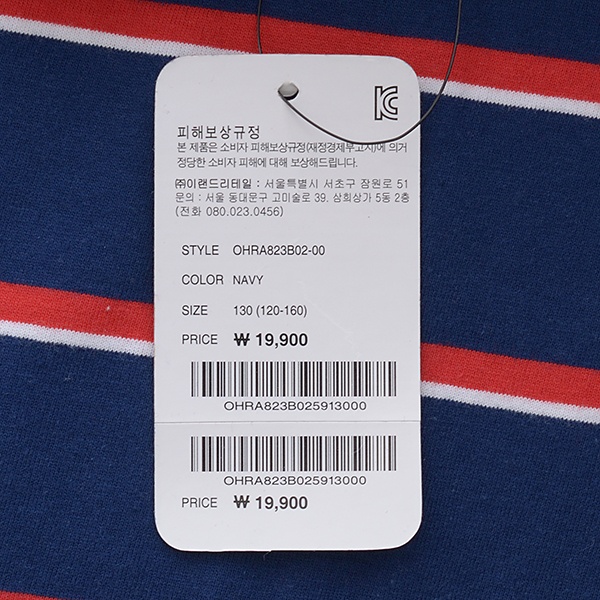 피해보상규정
본 제품은 소비자 피해보상규정(재정경제부고지)에 의거
정당한 소비자 피해에 대해 보상해드립니다.
㈜이랜드리테일 : 서울특별시 서초구 잠원로 51
문의 : 서울 동대문구 고미술로 39. 삼희상가 5동 2층
(전화 080.023.0456)
STYLE OHRA823B02-00
COLOR NAVY
SIZE 130 (120-160)
PRICE ₩ 19,900
OHRA823B025913000
OHRA823B025913000
PRICE ₩ 19,900